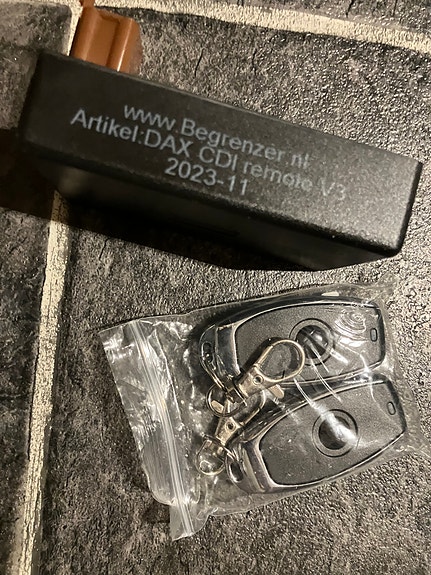 www.Begrenzer.nl
Artikel:DAX CDI remote V3
2023-11